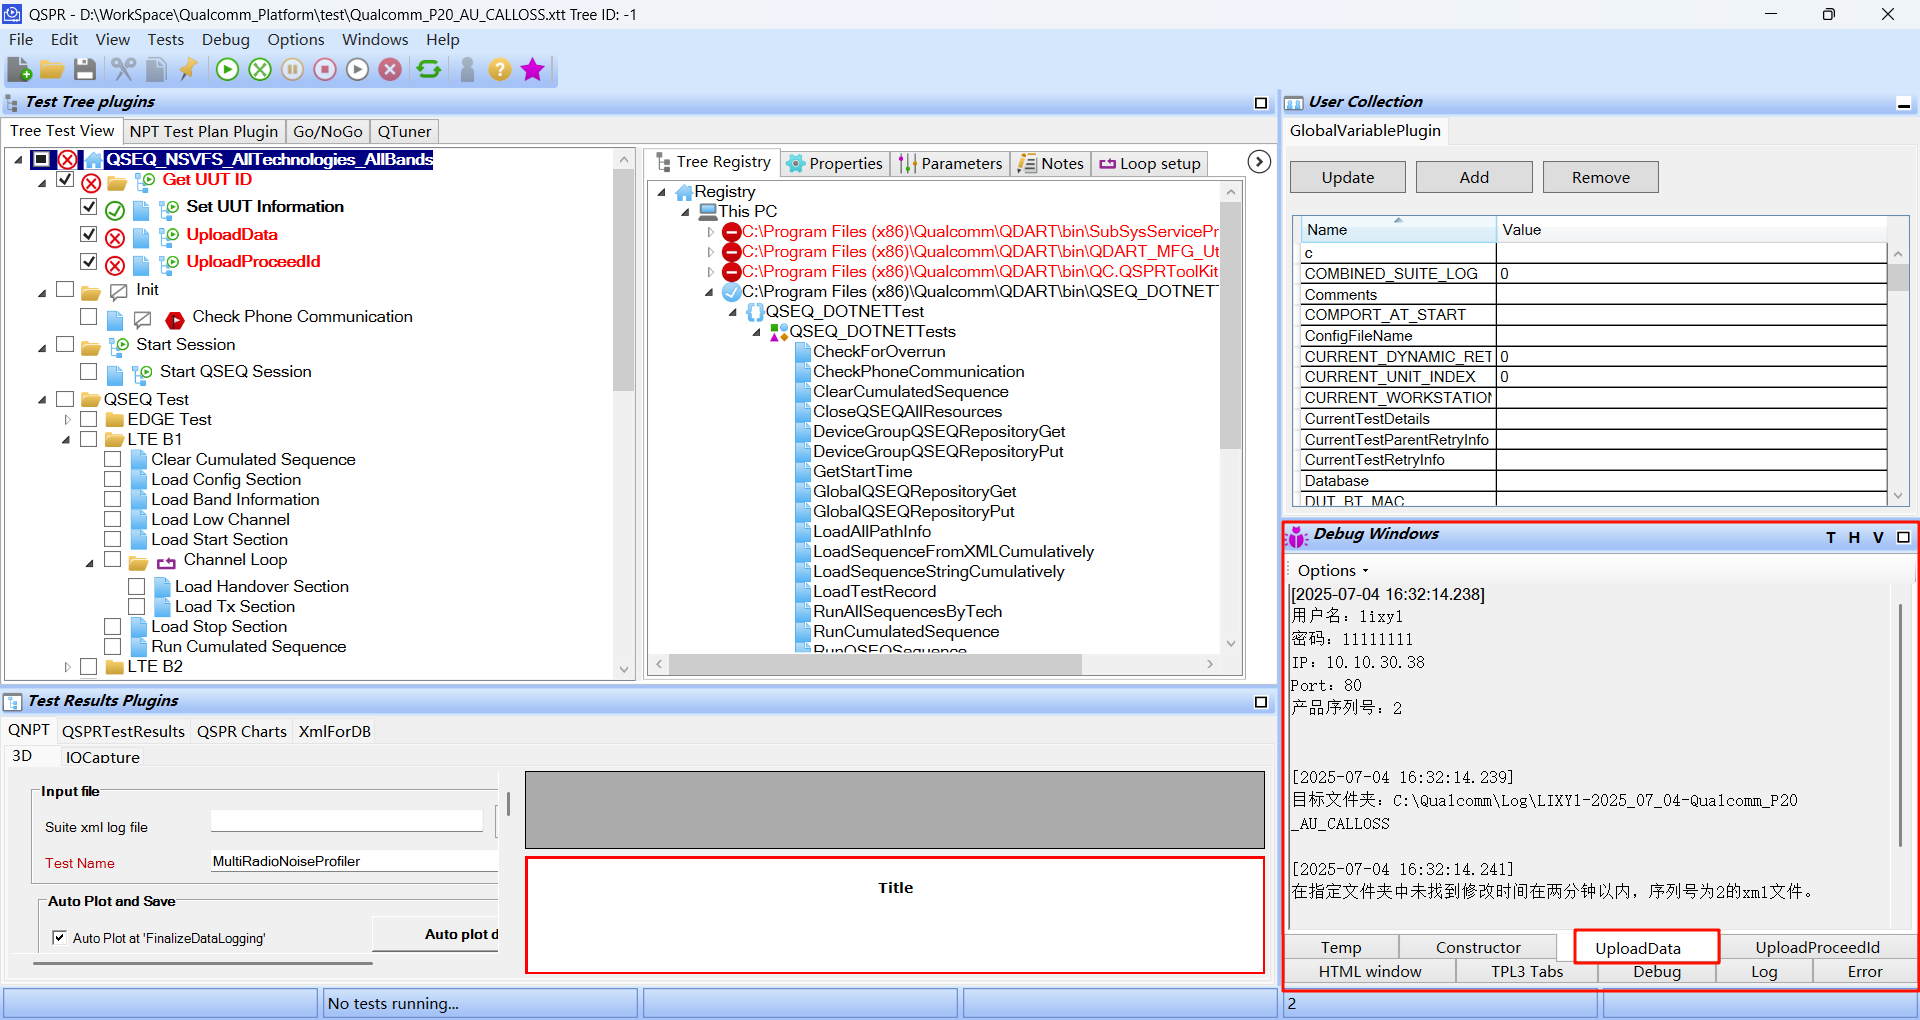 QSPR - D:\WorkSpace\Qualcomm_Platform\test\Qualcomm_P20_AU_CALLOSS.xtt Tree ID: -1
File Edit View Tests Debug Options Windows Help
Test Tree plugins
Tree Test View NPT Test Plan Plugin Go/NoGo QTuner
QSEQ_NSVFS_AllTechnologies_AllBands
Get UUT ID
Set UUT Information
UploadData
UploadProceedId
Init
Check Phone Communication
Start Session
Start QSEQ Session
QSEQ Test
EDGE Test
LTE B1
Clear Cumulated Sequence
Load Config Section
Load Band Information
Load Low Channel
Load Start Section
Channel Loop
Load Handover Section
Load Tx Section
Load Stop Section
Run Cumulated Sequence
LTE B2
Tree Registry Properties Parameters Notes Loop setup
Registry
This PC
C:\Program Files (x86)\Qualcomm\QDART\bin\SubSysServicePr
C:\Program Files (x86)\Qualcomm\QDART\bin\QDART_MFG_Ut
C:\Program Files (x86)\Qualcomm\QDART\bin\QC.QSPRToolKit
C:\Program Files (x86)\Qualcomm\QDART\bin\QSEQ_DOTNET
QSEQ_DOTNETTest
QSEQ_DOTNETTests
CheckForOverrun
CheckPhoneCommunication
ClearCumulatedSequence
CloseQSEQAllResources
DeviceGroupQSEQRepositoryGet
DeviceGroupQSEQRepositoryPut
GetStartTime
GlobalQSEQRepositoryGet
GlobalQSEQRepositoryPut
LoadAllPathInfo
LoadSequenceFromXMLCumulatively
LoadSequenceStringCumulatively
LoadTestRecord
RunAllSequencesByTech
RunCumulatedSequence
RunQSEQSequence
User Collection
GlobalVariablePlugin
Update Add Remove
Name Value
c
COMBINED_SUITE_LOG 0
Comments
COMPORT_AT_START
ConfigFileName
CURRENT_DYNAMIC_RET 0
CURRENT_UNIT_INDEX 0
CURRENT_WORKSTATION
CurrentTestDetails
CurrentTestParentRetryInfo
CurrentTestRetryInfo
Database
DUT_BT_MAC
Debug Windows T H V
Options
[2025-07-04 16:32:14.238]
用户名：lixy1
密码：11111111
IP：10.10.30.38
Port：80
产品序列号：2
[2025-07-04 16:32:14.239]
目标文件夹：C:\Qualcomm\Log\LIXY1-2025_07_04-Qualcomm_P20
_AU_CALLOSS
[2025-07-04 16:32:14.241]
在指定文件夹中未找到修改时间在两分钟以内，序列号为2的xml文件。
Temp Constructor UploadData UploadProceedId
HTML window TPL3 Tabs Debug Log Error
Test Results Plugins
QNPT QSPRTestResults QSPR Charts XmlForDB
3D IQCapture
Input file
Suite xml log file
Test Name MultiRadioNoiseProfiler
Auto Plot and Save
Auto Plot at 'FinalizeDataLogging' Auto plot d
Title
No tests running... 2